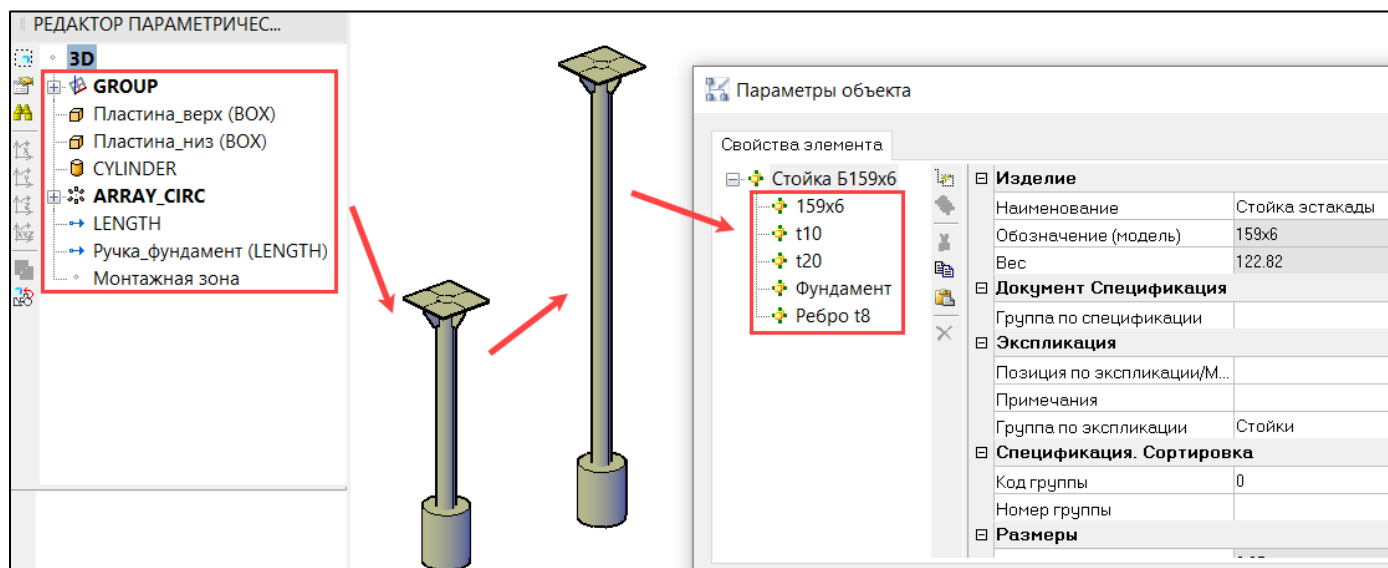 РЕДАКТОР ПАРАМЕТРИЧЕС...
3D
GROUP
Пластина_верх (BOX)
Пластина_низ (BOX)
CYLINDER
ARRAY_CIRC
LENGTH
Ручка_фундамент (LENGTH)
Монтажная зона
Параметры объекта
Свойства элемента
Стойка Б159x6
159x6
t10
t20
Фундамент
Ребро t8
Изделие
Наименование Стойка эстакады
Обозначение (модель) 159x6
Вес 122.82
Документ Спецификация
Группа по спецификации
Экспликация
Позиция по экспликации/М...
Примечания
Группа по экспликации Стойки
Спецификация. Сортировка
Код группы 0
Номер группы
Размеры